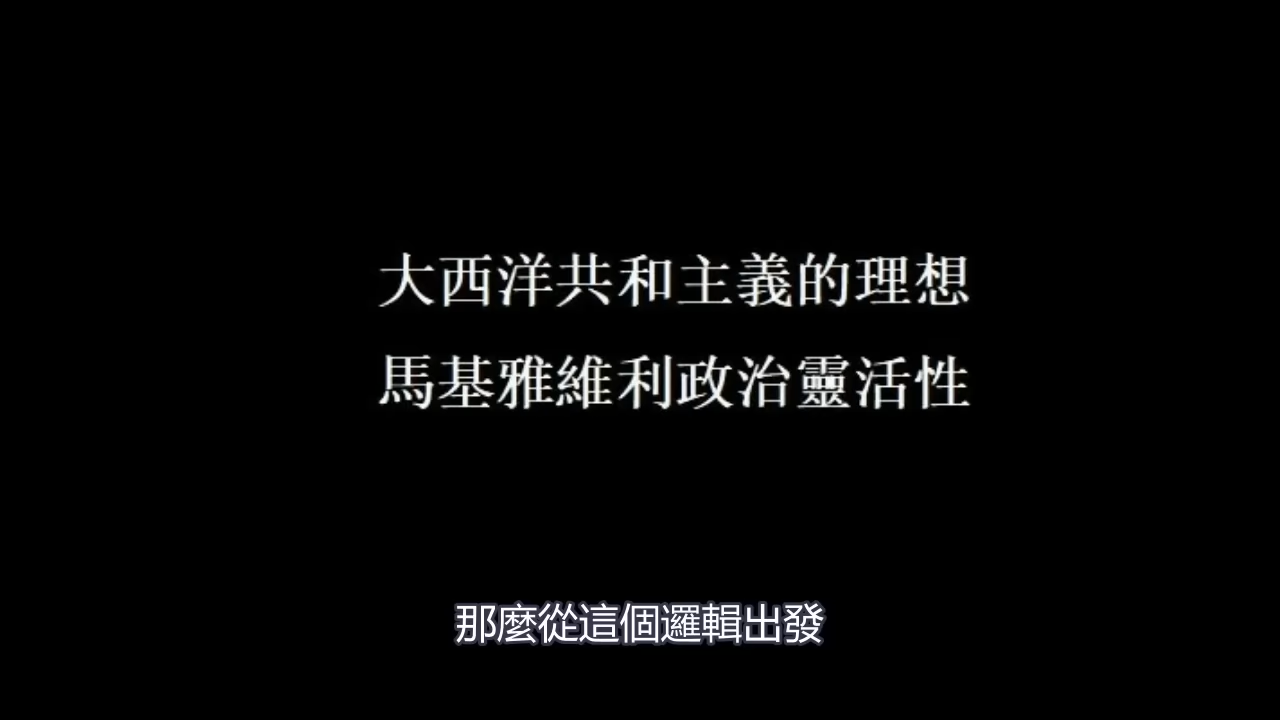 大西洋共和主義的理想
馬基雅維利政治靈活性
那麼從這個邏輯出發